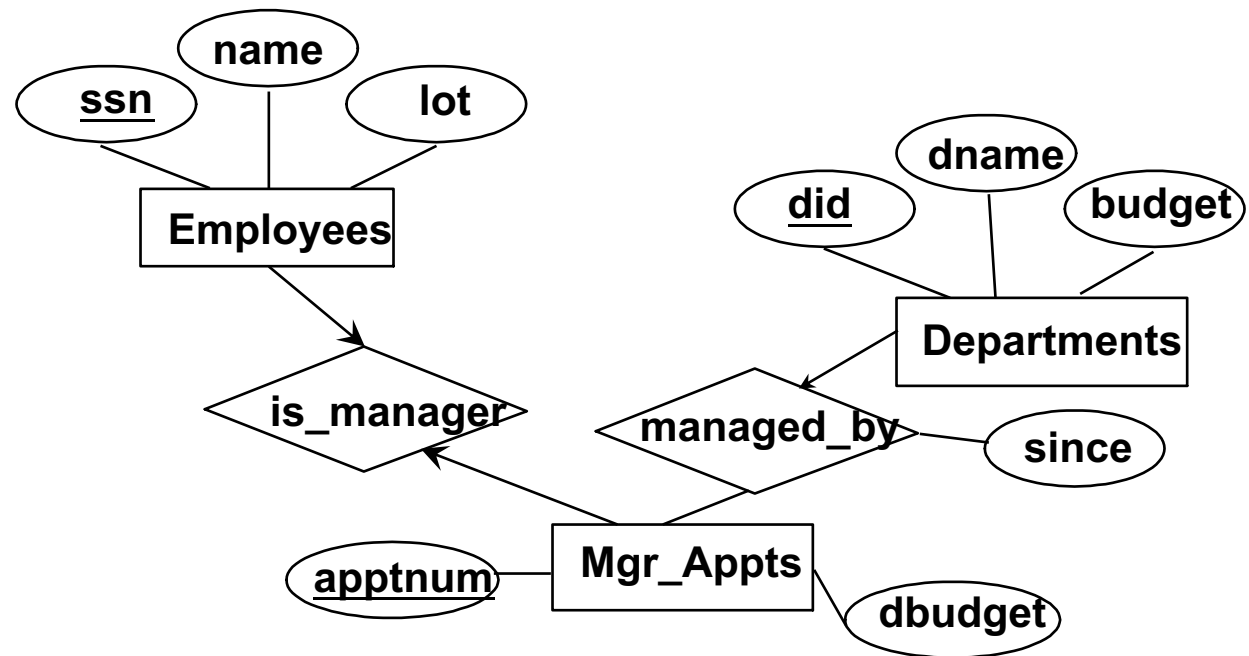 name
ssn
lot
Employees
dname
did
budget
Departments
is_manager
managed_by
since
Mgr_Appts
apptnum
dbudget